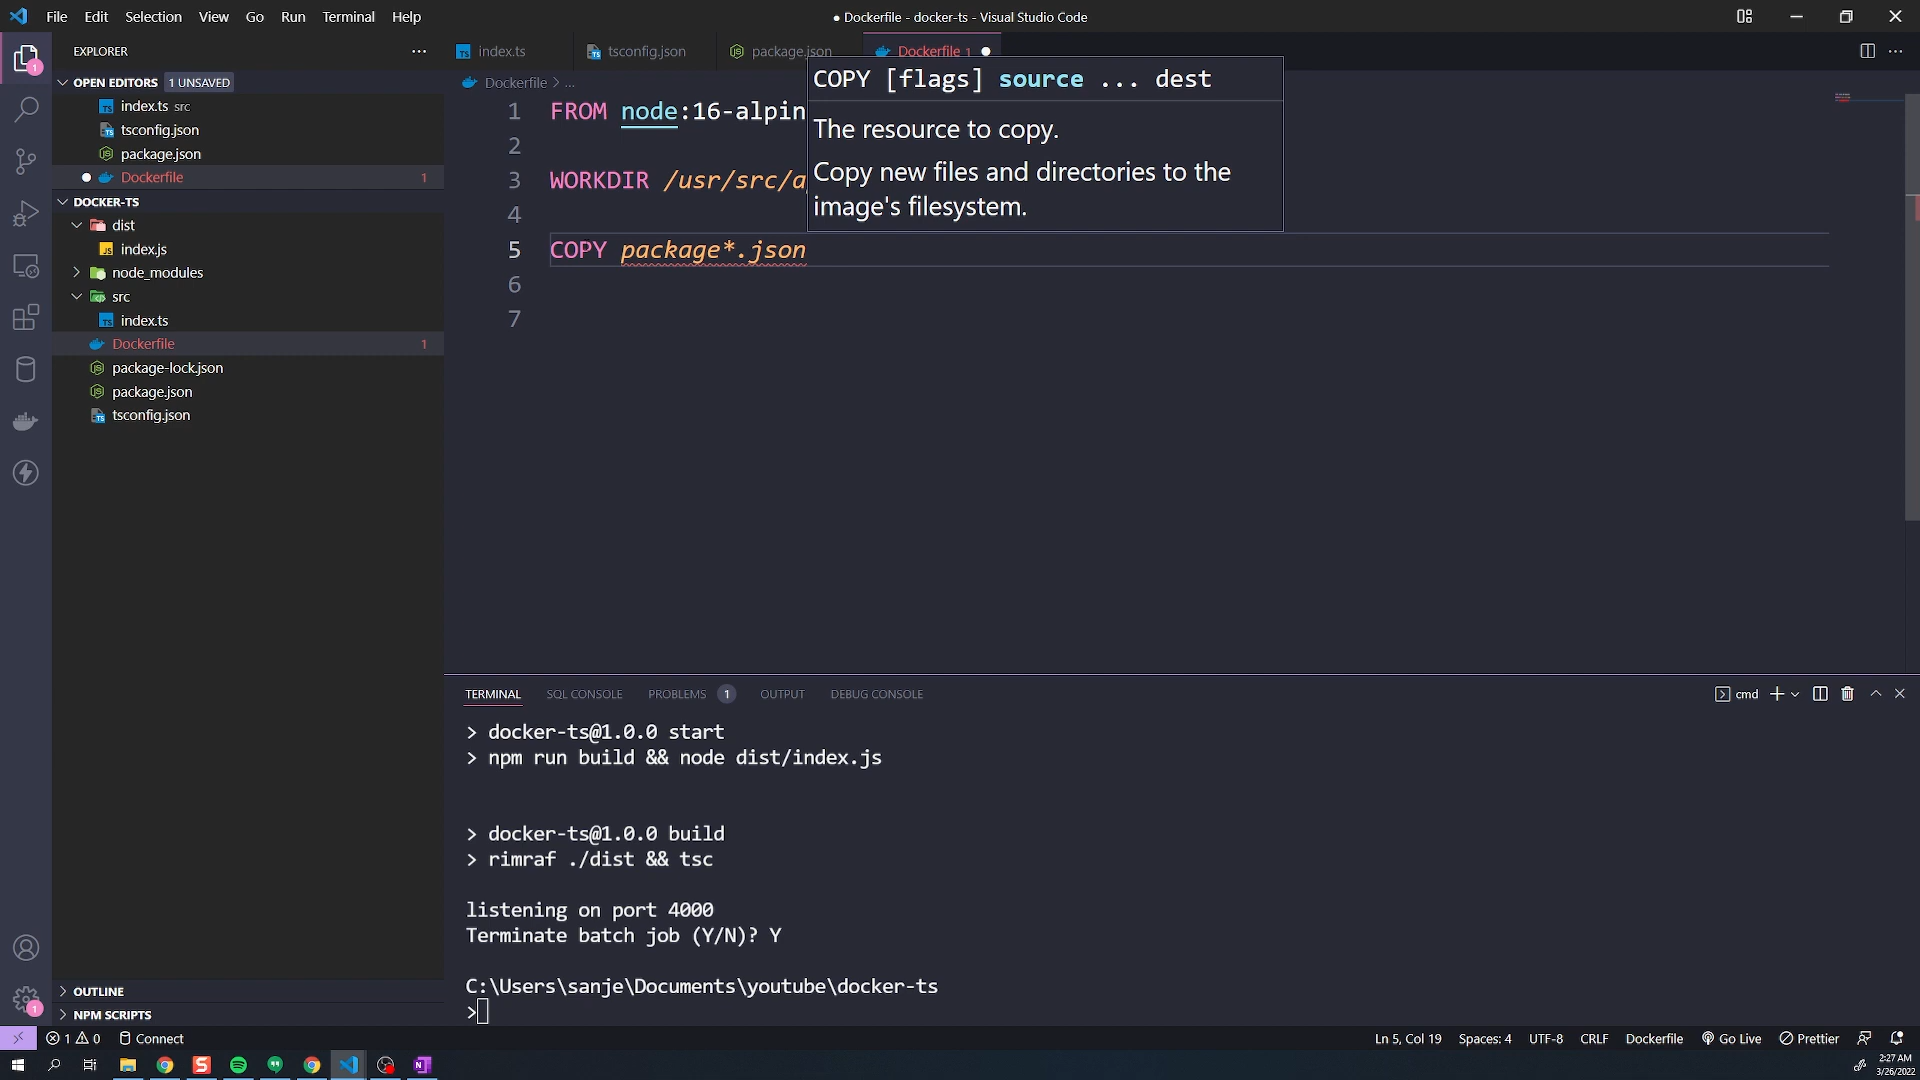 File Edit Selection View Go Run Terminal Help
● Dockerfile - docker-ts - Visual Studio Code
EXPLORER
index.ts
tsconfig.json
package.json
Dockerfile 1
OPEN EDITORS 1 UNSAVED
index.ts src
tsconfig.json
package.json
Dockerfile 1
DOCKER-TS
dist
index.js
node_modules
src
index.ts
Dockerfile 1
package-lock.json
package.json
tsconfig.json
OUTLINE
NPM SCRIPTS
Dockerfile > ...
1 FROM node:16-alpin
2
3 WORKDIR /usr/src/a
4
5 COPY package*.json
6
7
COPY [flags] source ... dest
The resource to copy.
Copy new files and directories to the
image's filesystem.
TERMINAL SQL CONSOLE PROBLEMS 1 OUTPUT DEBUG CONSOLE
cmd
> docker-ts@1.0.0 start
> npm run build && node dist/index.js
> docker-ts@1.0.0 build
> rimraf ./dist && tsc
listening on port 4000
Terminate batch job (Y/N)? Y
C:\Users\sanje\Documents\youtube\docker-ts
>
1 0 Connect
Ln 5, Col 19 Spaces: 4 UTF-8 CRLF Dockerfile Go Live Prettier
2:27 AM
3/26/2022